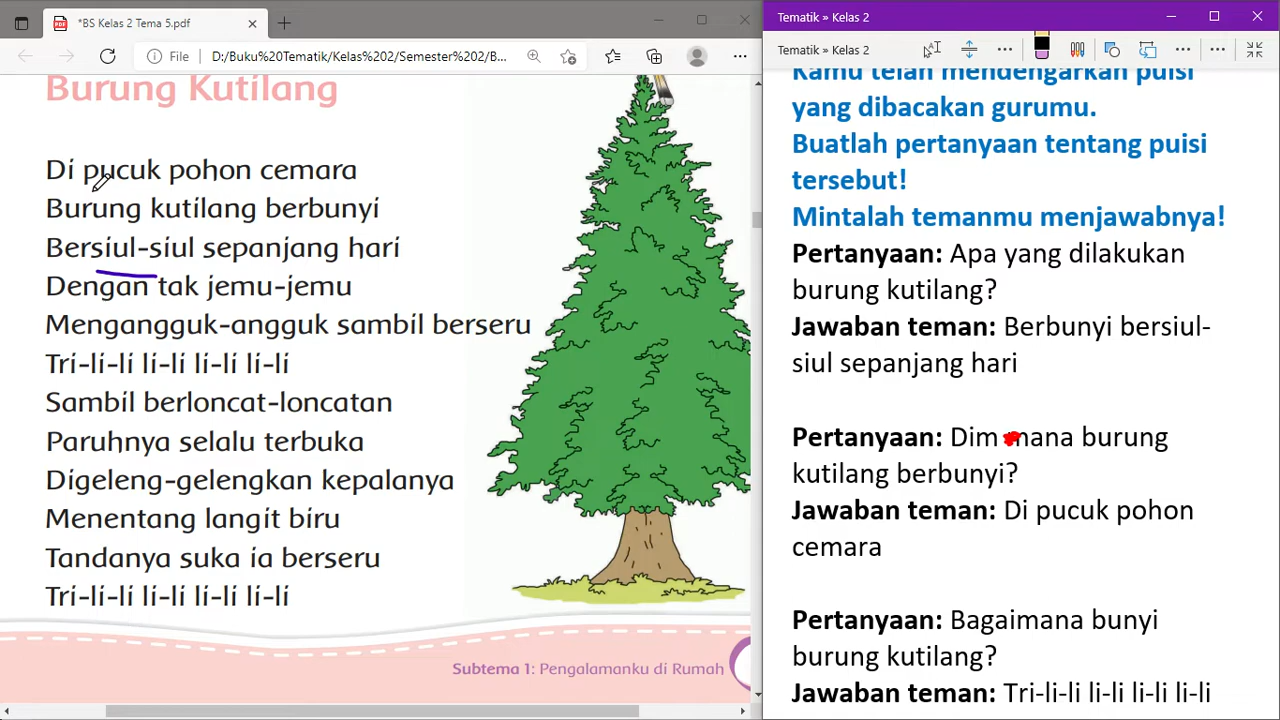 *BS Kelas 2 Tema 5.pdf
File
D:/Buku%20Tematik/Kelas%202/Semester%202/B...
Burung Kutilang
Di pucuk pohon cemara
Burung kutilang berbunyi
Bersiul-siul sepanjang hari
Dengan tak jemu-jemu
Mengangguk-angguk sambil berseru
Tri-li-li li-li li-li li-li
Sambil berloncat-loncatan
Paruhnya selalu terbuka
Digeleng-gelengkan kepalanya
Menentang langit biru
Tandanya suka ia berseru
Tri-li-li li-li li-li li-li
Subtema 1: Pengalamanku di Rumah
Tematik » Kelas 2
Tematik » Kelas 2
Kamu telah mendengarkan puisi
yang dibacakan gurumu.
Buatlah pertanyaan tentang puisi
tersebut!
Mintalah temanmu menjawabnya!
Pertanyaan: Apa yang dilakukan
burung kutilang?
Jawaban teman: Berbunyi bersiul-
siul sepanjang hari
Pertanyaan: Dim mana burung
kutilang berbunyi?
Jawaban teman: Di pucuk pohon
cemara
Pertanyaan: Bagaimana bunyi
burung kutilang?
Jawaban teman: Tri-li-li li-li li-li li-li